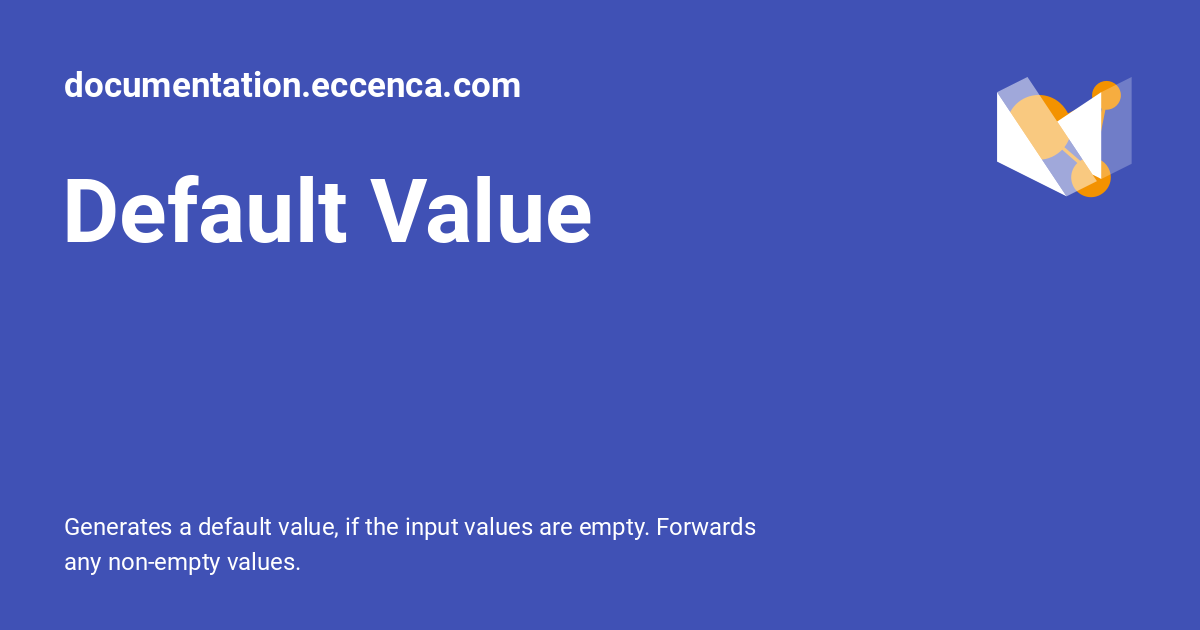 documentation.eccenca.com
Default Value
Generates a default value, if the input values are empty. Forwards
any non-empty values.